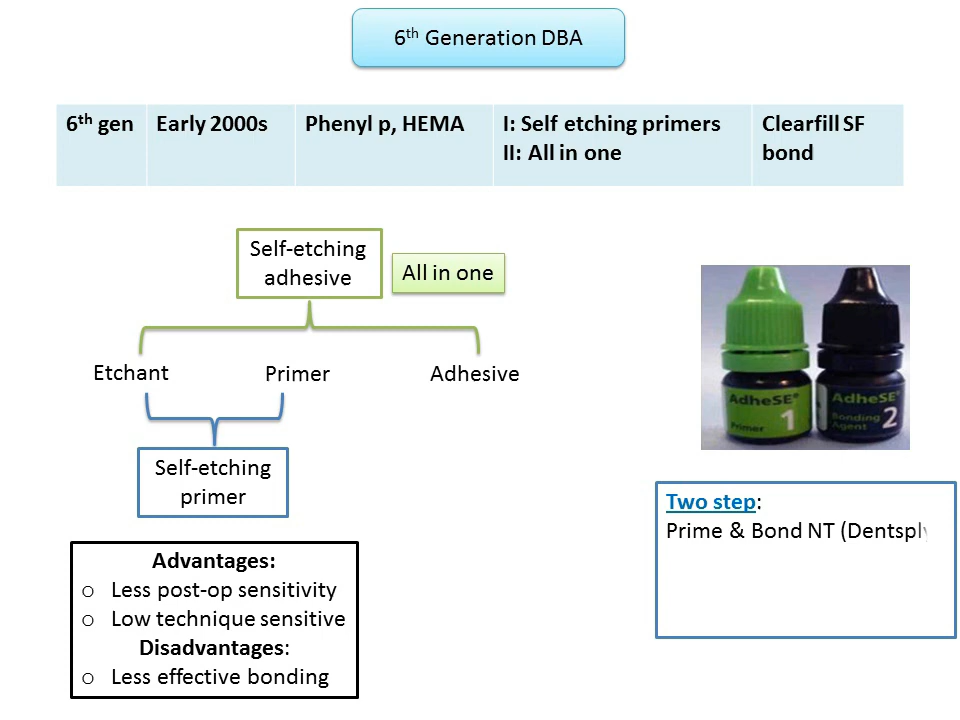 6th Generation DBA
6th gen Early 2000s Phenyl p, HEMA I: Self etching primers Clearfill SF
II: All in one bond
Self-etching
adhesive
All in one
Etchant Primer Adhesive
Self-etching
primer
AdheSE® AdheSE®
Primer 1 Bonding
Agent 2
Two step:
Prime & Bond NT (Dentsply
Advantages:
o Less post-op sensitivity
o Low technique sensitive
Disadvantages:
o Less effective bonding